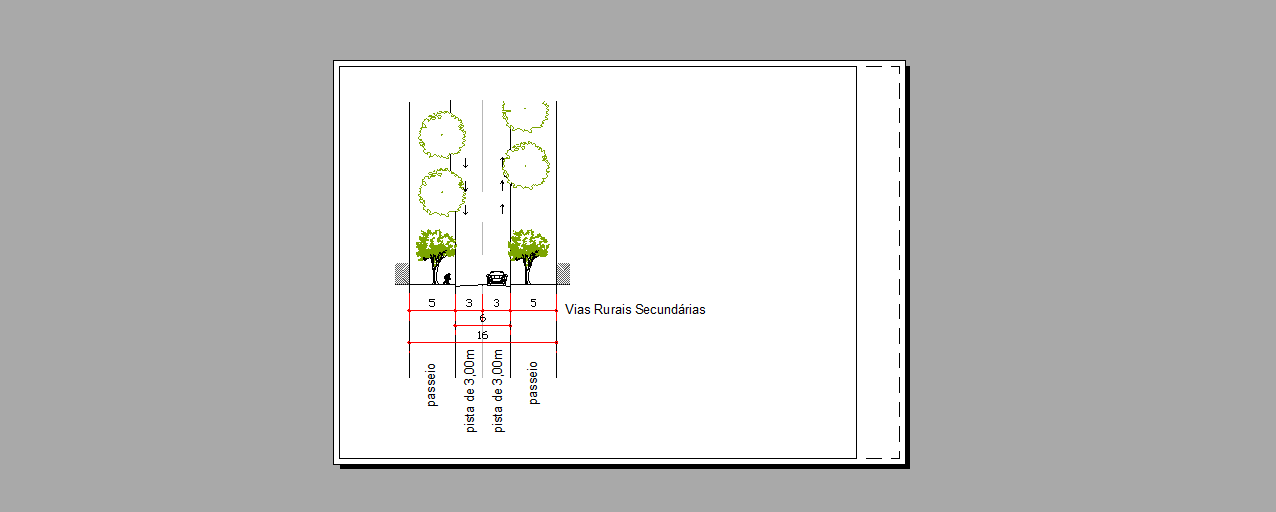 5 3 3 5
Vias Rurais Secundárias
6
16
passeio
pista de 3,00m
pista de 3,00m
passeio